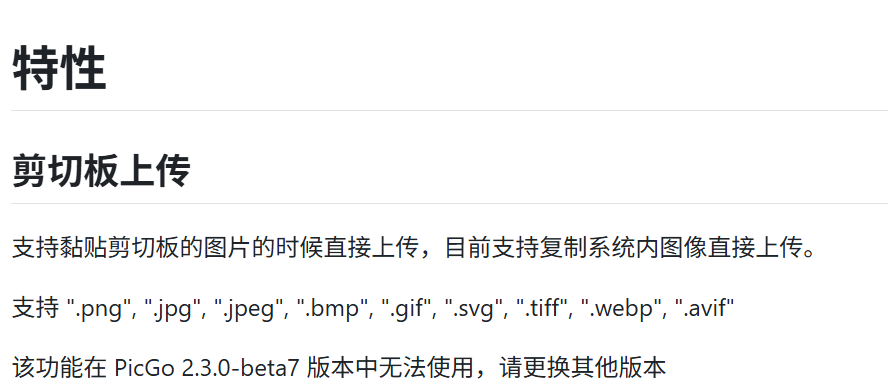 特性
剪切板上传
支持黏贴剪切板的图片的时候直接上传，目前支持复制系统内图像直接上传。
支持 ".png", ".jpg", ".jpeg", ".bmp", ".gif", ".svg", ".tiff", ".webp", ".avif"
该功能在 PicGo 2.3.0-beta7 版本中无法使用，请更换其他版本